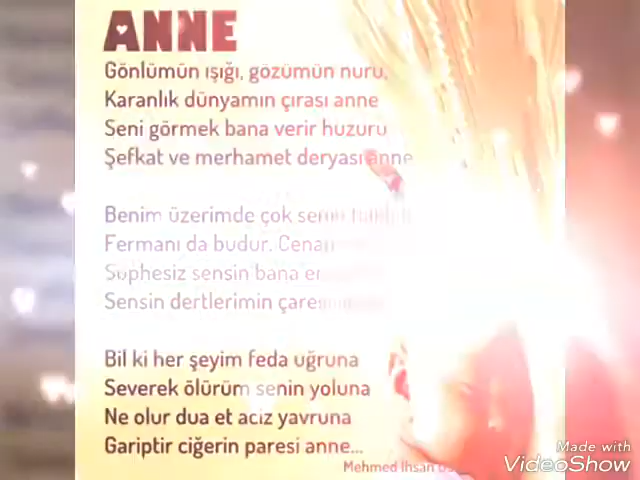 ANNE
Gönlümün ışığı, gözümün nuru,
Karanlık dünyamın çırası anne
Seni görmek bana verir huzuru
Şefkat ve merhamet deryası anne
Benim üzerimde çok senin
Fermanı da budur.
Şüphesiz sensin bana
Sensin dertlerimin
Bil ki her şeyim feda uğruna
Severek ölürüm senin yoluna
Ne olur dua et aciz yavruna
Gariptir ciğerin paresi anne...
Mehmed İhsan
Made with
VideoShow